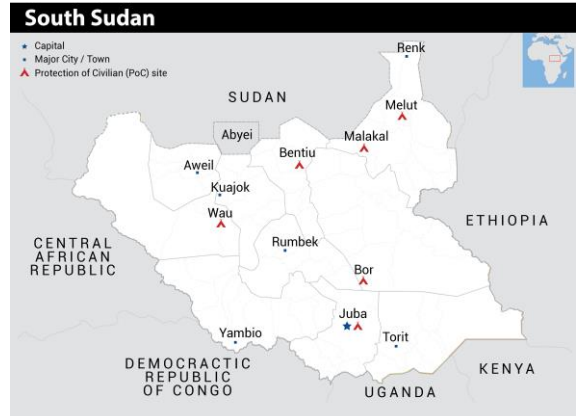 South Sudan
Capital
Major City / Town
Protection of Civilian (PoC) site
Renk
SUDAN
Melut
Abyei
Malakal
Bentiu
Aweil
Kuajok
Wau
ETHIOPIA
CENTRAL
AFRICAN
REPUBLIC
Rumbek
Bor
Juba
Yambio
Torit
DEMOCRACTIC
REPUBLIC
OF CONGO
KENYA
UGANDA